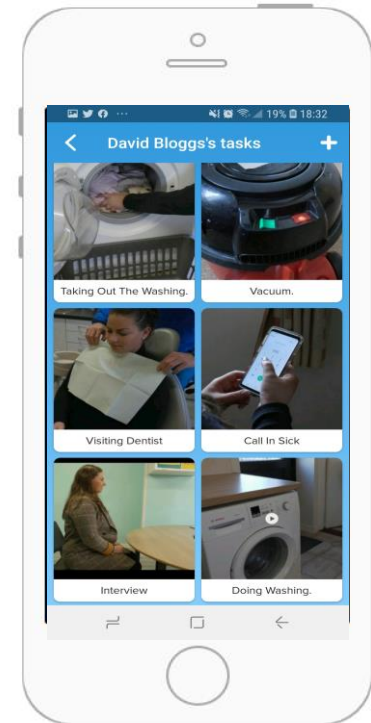 19% 18:32
David Bloggs's tasks
Taking Out The Washing.
Vacuum.
Visiting Dentist
Call In Sick
Interview
Doing Washing.